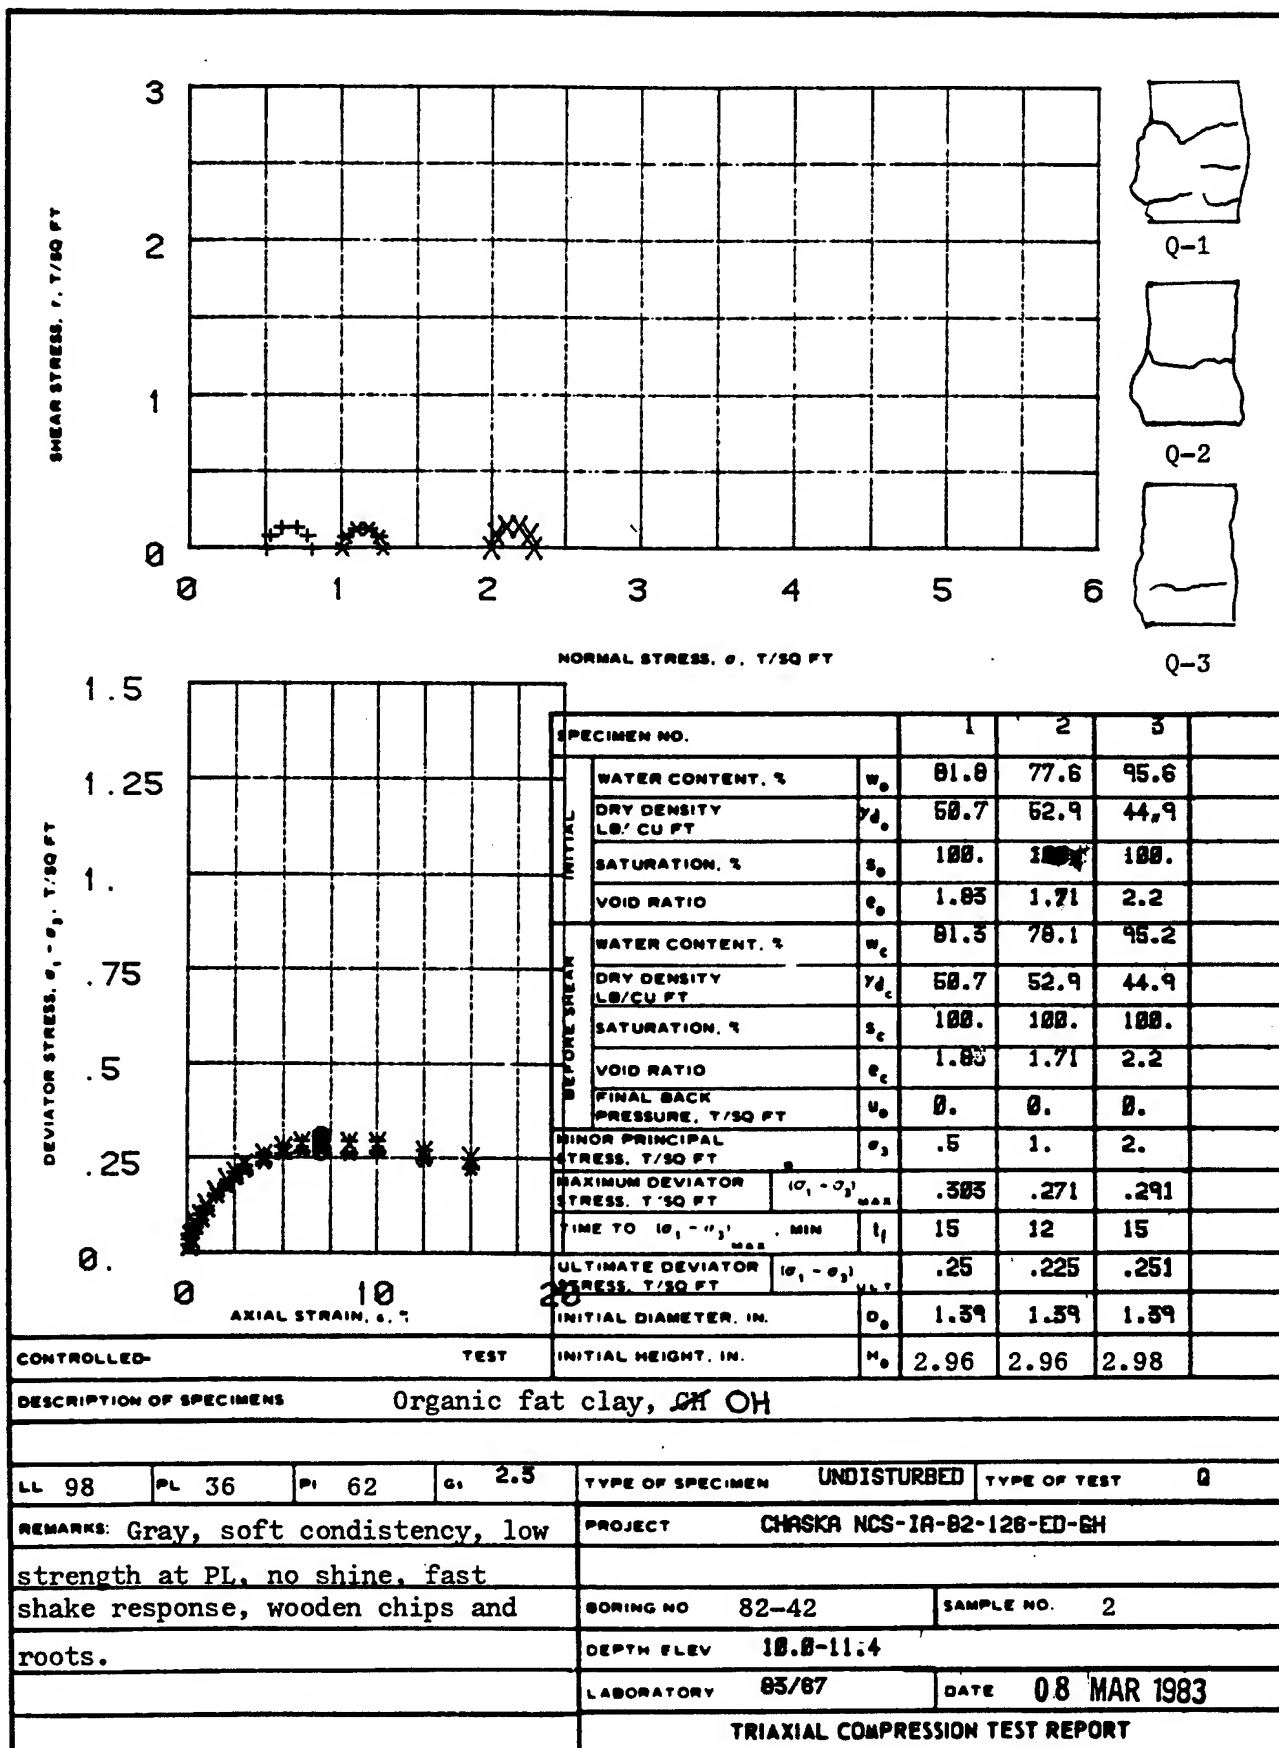 3
2
1
0
SHEAR STRESS, τ, T/SQ FT
0 1 2 3 4 5 6
NORMAL STRESS, σ, T/SQ FT
Q-1
Q-2
Q-3
1.5
1.25
1.
.75
.5
.25
0.
DEVIATOR STRESS, σ₁ - σ₃, T/SQ FT
0 10 20
AXIAL STRAIN, ε, %
CONTROLLED- TEST
SPECIMEN NO. 1 2 3
INITIAL
WATER CONTENT, % w₀ 81.8 77.6 95.6
DRY DENSITY LB/ CU FT γd₀ 50.7 52.9 44.9
SATURATION, % S₀ 100. 100.
VOID RATIO e₀ 1.83 1.71 2.2
BEFORE SHEAR
WATER CONTENT, % wc 81.3 78.1 95.2
DRY DENSITY LB/CU FT γdc 50.7 52.9 44.9
SATURATION, % Sc 100. 100. 100.
VOID RATIO ec 1.83 1.71 2.2
FINAL BACK PRESSURE, T/SQ FT u₀ 0. 0. 0.
MINOR PRINCIPAL STRESS, T/SQ FT σ₃ .5 1. 2.
MAXIMUM DEVIATOR STRESS, T/SQ FT (σ₁ - σ₃) MAX .303 .271 .291
TIME TO (σ₁ - σ₃) MAX , MIN tf 15 12 15
ULTIMATE DEVIATOR STRESS, T/SQ FT (σ₁ - σ₃) ULT .25 .225 .251
INITIAL DIAMETER, IN. D₀ 1.39 1.39 1.39
INITIAL HEIGHT, IN. H₀ 2.96 2.96 2.98
DESCRIPTION OF SPECIMENS Organic fat clay, CH OH
LL 98 PL 36 PI 62 Gs 2.3
TYPE OF SPECIMEN UNDISTURBED TYPE OF TEST Q
REMARKS: Gray, soft condistency, low
strength at PL, no shine, fast
shake response, wooden chips and
roots.
PROJECT CHASKA NCS-IA-82-126-ED-GH
BORING NO 82-42 SAMPLE NO. 2
DEPTH ELEV 10.0-11.4
LABORATORY 83/67 DATE 08 MAR 1983
TRIAXIAL COMPRESSION TEST REPORT